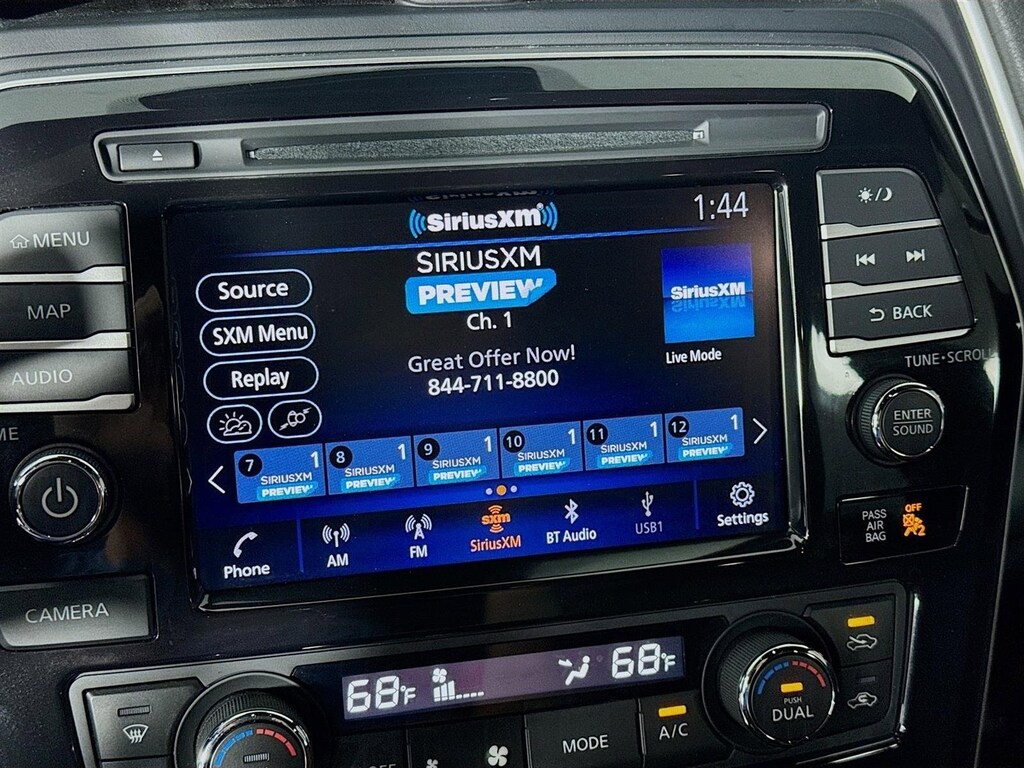 MENU
MAP
AUDIO
CAMERA
SiriusXM
1:44
SIRIUSXM
PREVIEW
Ch. 1
Great Offer Now!
844-711-8800
Source
SXM Menu
Replay
SiriusXM
Live Mode
7 1 SIRIUSXM PREVIEW
8 1 SIRIUSXM PREVIEW
9 1 SIRIUSXM PREVIEW
10 1 SIRIUSXM PREVIEW
11 1 SIRIUSXM PREVIEW
12 1 SIRIUSXM PREVIEW
Phone
AM
FM
sxm
SiriusXM
BT Audio
USB1
Settings
BACK
TUNE·SCROLL
ENTER
SOUND
PASS
AIR
BAG
OFF
2
68°F
68°F
MODE
A/C
PUSH
DUAL